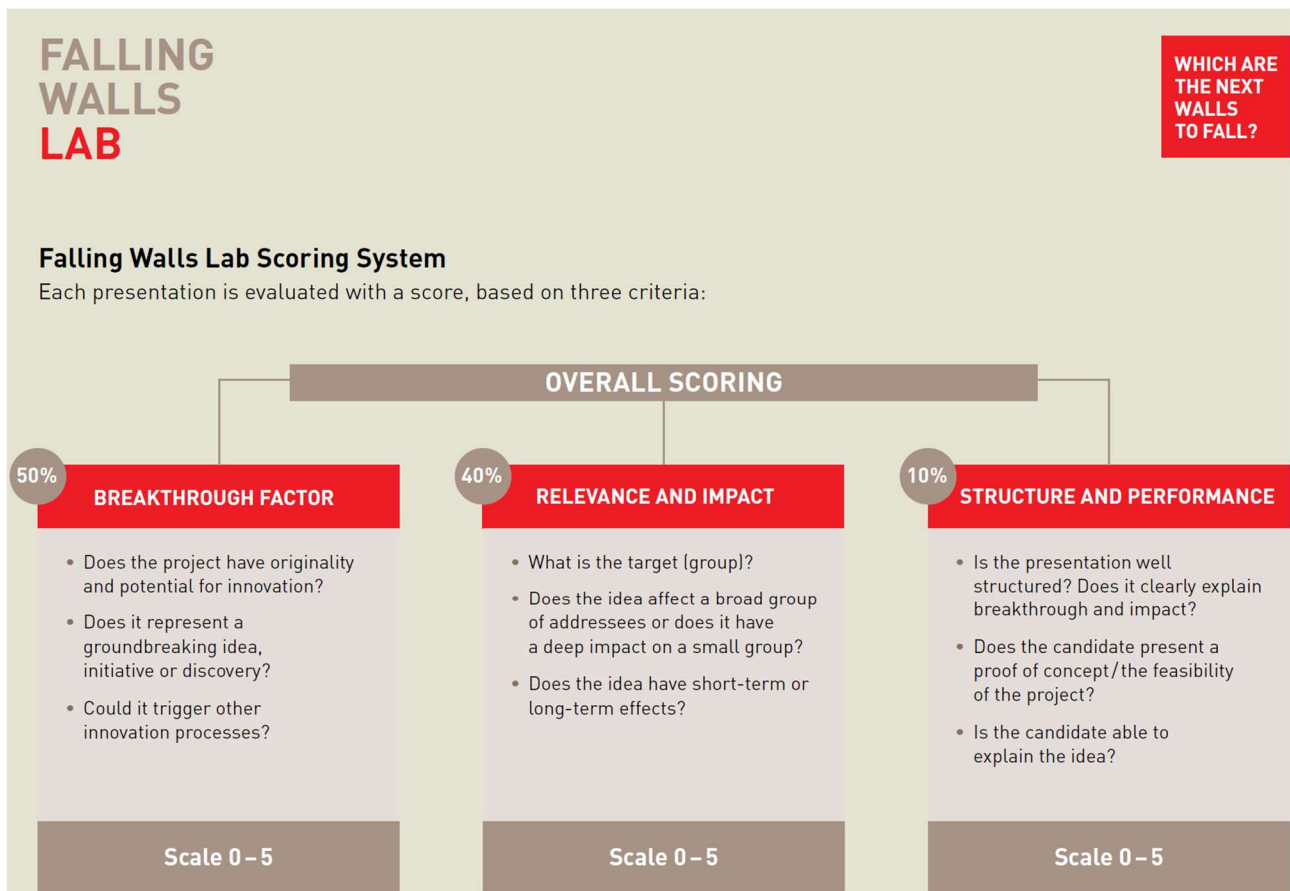 FALLING
WALLS
LAB
WHICH ARE
THE NEXT
WALLS
TO FALL?
Falling Walls Lab Scoring System
Each presentation is evaluated with a score, based on three criteria:
OVERALL SCORING
50%
BREAKTHROUGH FACTOR
• Does the project have originality
and potential for innovation?
• Does it represent a
groundbreaking idea,
initiative or discovery?
• Could it trigger other
innovation processes?
Scale 0 – 5
40%
RELEVANCE AND IMPACT
• What is the target (group)?
• Does the idea affect a broad group
of addressees or does it have
a deep impact on a small group?
• Does the idea have short-term or
long-term effects?
Scale 0 – 5
10%
STRUCTURE AND PERFORMANCE
• Is the presentation well
structured? Does it clearly explain
breakthrough and impact?
• Does the candidate present a
proof of concept / the feasibility
of the project?
• Is the candidate able to
explain the idea?
Scale 0 – 5